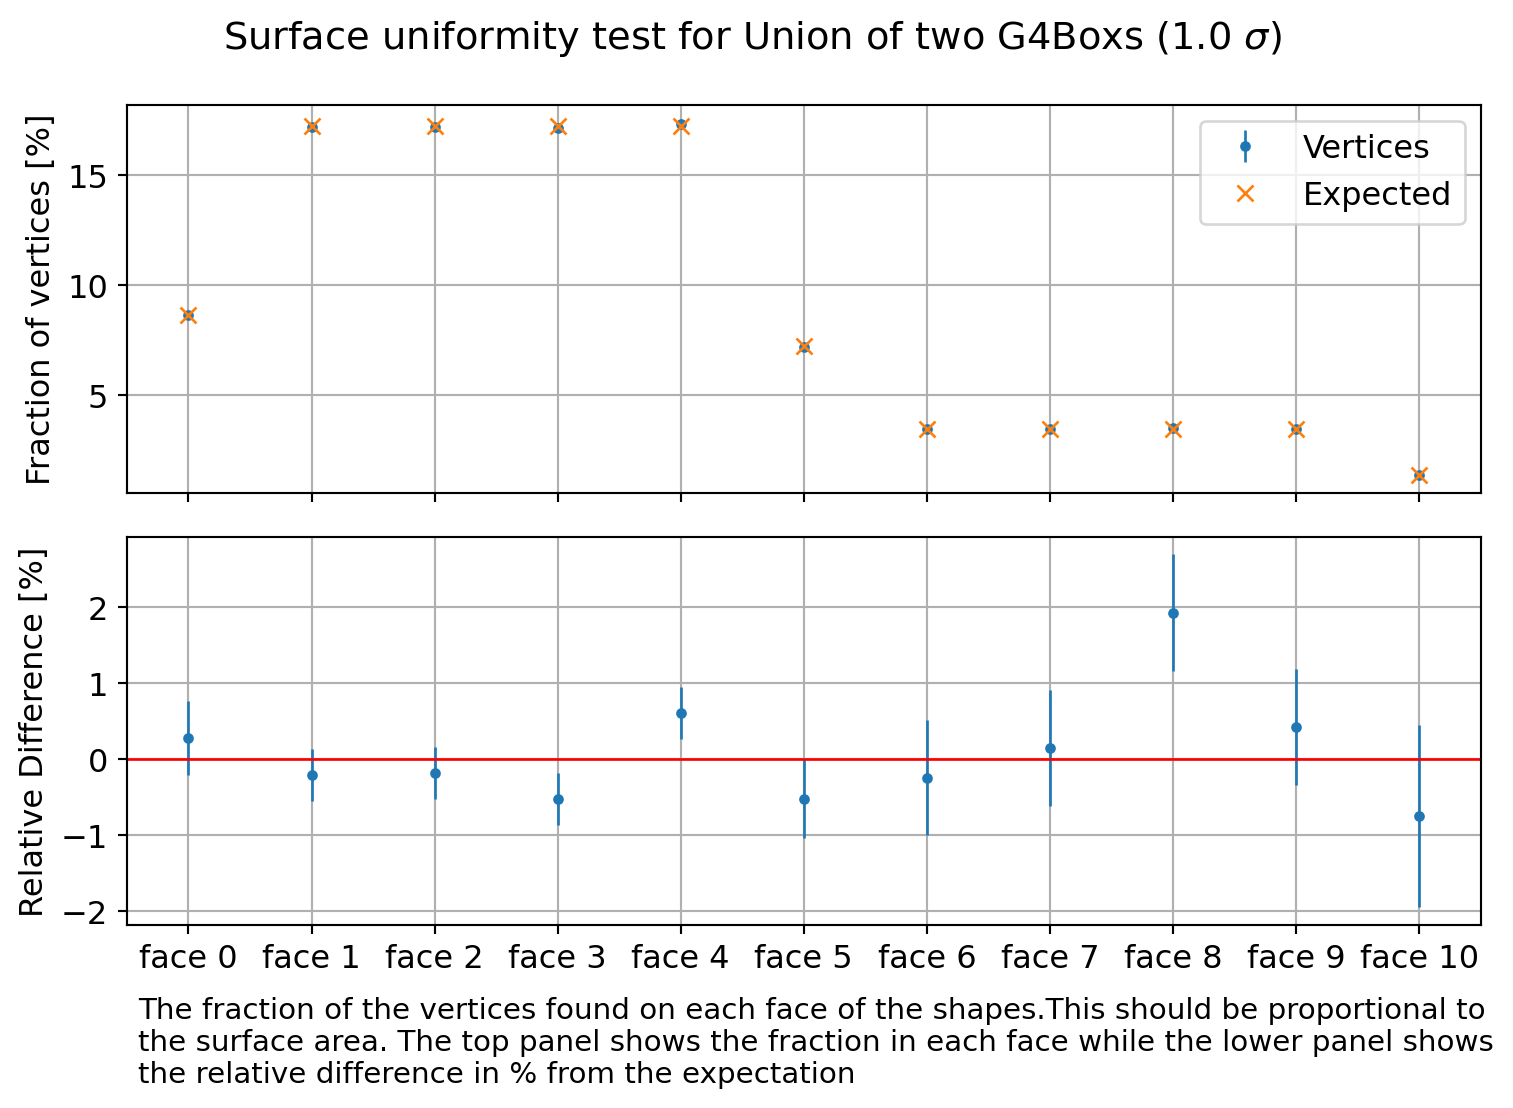 Surface uniformity test for Union of two G4Boxs (1.0 σ)
Fraction of vertices [%]
15
10
5
Vertices
Expected
Relative Difference [%]
2
1
0
−1
−2
face 0 face 1 face 2 face 3 face 4 face 5 face 6 face 7 face 8 face 9 face 10
The fraction of the vertices found on each face of the shapes.This should be proportional to
the surface area. The top panel shows the fraction in each face while the lower panel shows
the relative difference in % from the expectation